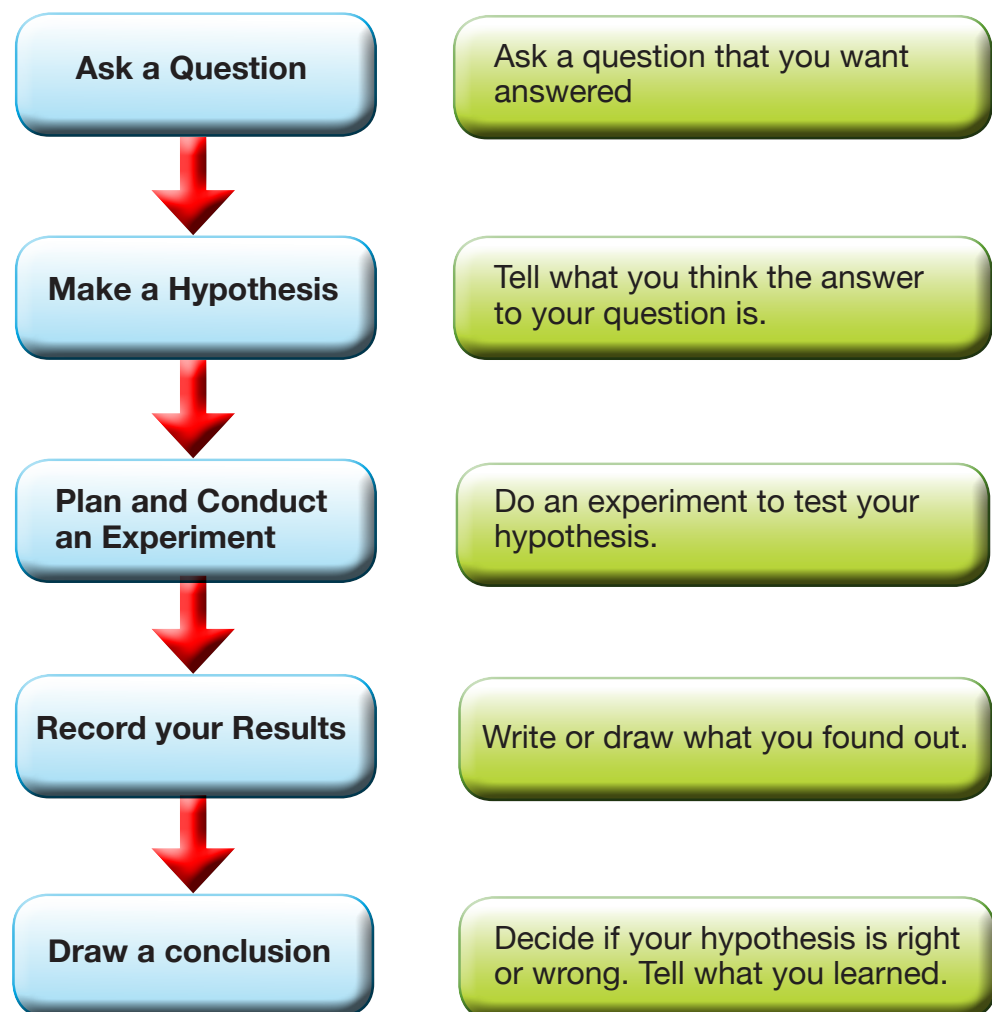 Ask a Question
Ask a question that you want
answered
Make a Hypothesis
Tell what you think the answer
to your question is.
Plan and Conduct
an Experiment
Do an experiment to test your
hypothesis.
Record your Results
Write or draw what you found out.
Draw a conclusion
Decide if your hypothesis is right
or wrong. Tell what you learned.